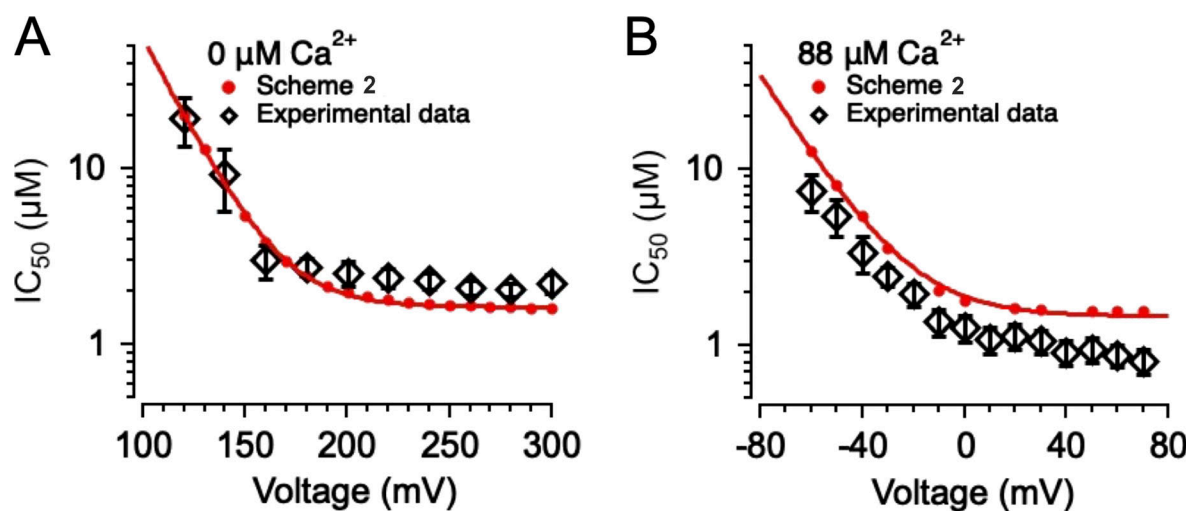 A
0 µM Ca2+
Scheme 2
Experimental data
10
1
IC50 (µM)
100 150 200 250 300
Voltage (mV)
B
88 µM Ca2+
Scheme 2
Experimental data
10
1
IC50 (µM)
-80 -40 0 40 80
Voltage (mV)